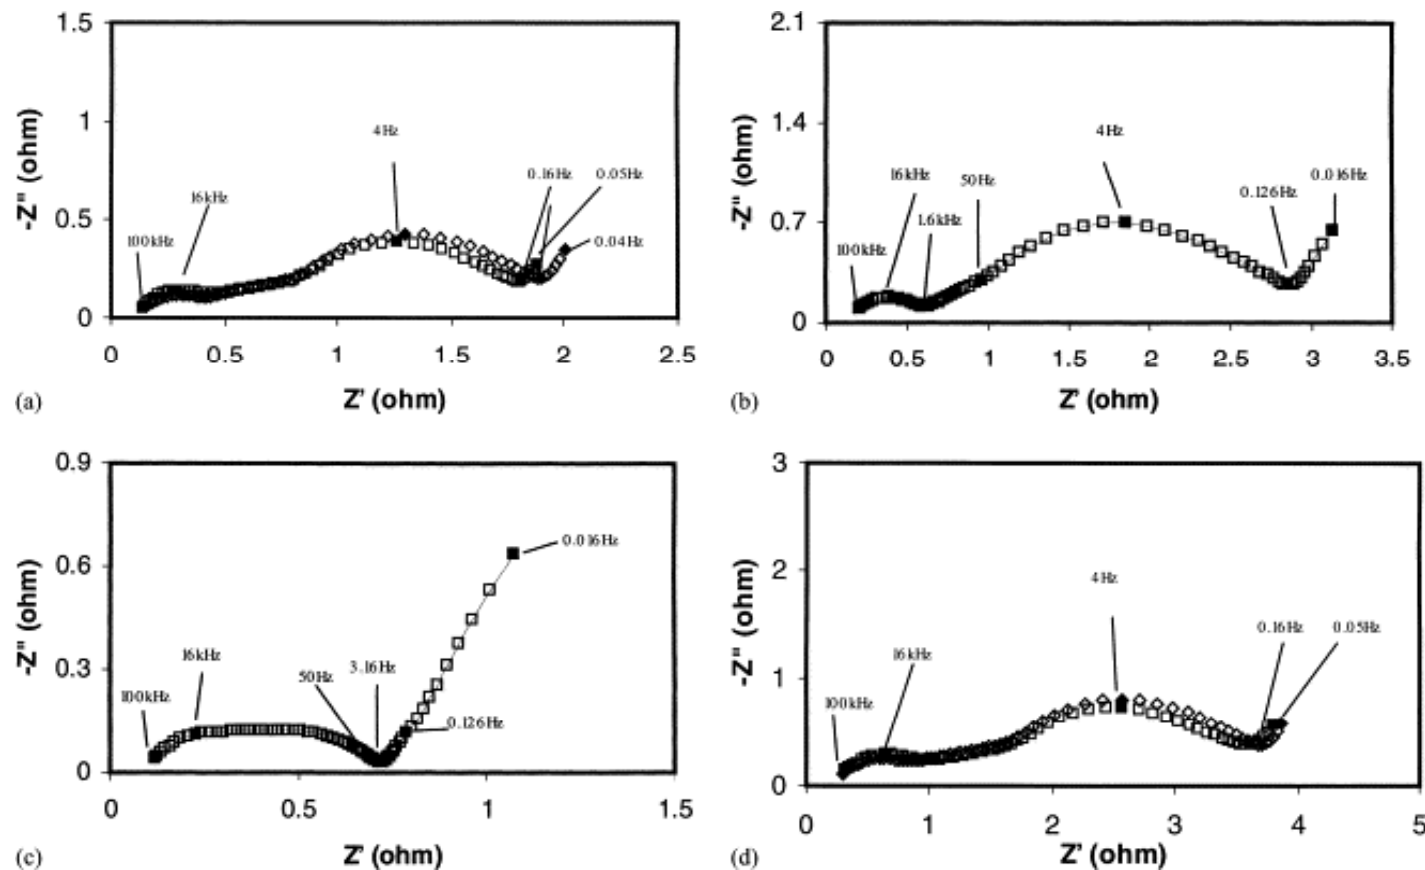 1.5
1
0.5
0
-Z" (ohm)
4Hz
0.16Hz
0.05Hz
16kHz
100kHz
0.04Hz
0
0.5
1
1.5
2
2.5
(a)
Z' (ohm)
2.1
1.4
0.7
0
-Z" (ohm)
4Hz
16kHz
50Hz
0.016Hz
0.126Hz
1.6kHz
100kHz
0
0.5
1
1.5
2
2.5
3
3.5
(b)
Z' (ohm)
0.9
0.6
0.3
0
-Z" (ohm)
0.016Hz
16kHz
3.16Hz
50Hz
100kHz
0.126Hz
0
0.5
1
1.5
(c)
Z' (ohm)
3
2
1
0
-Z" (ohm)
4Hz
0.16Hz
0.05Hz
16kHz
100kHz
0
1
2
3
4
5
(d)
Z' (ohm)